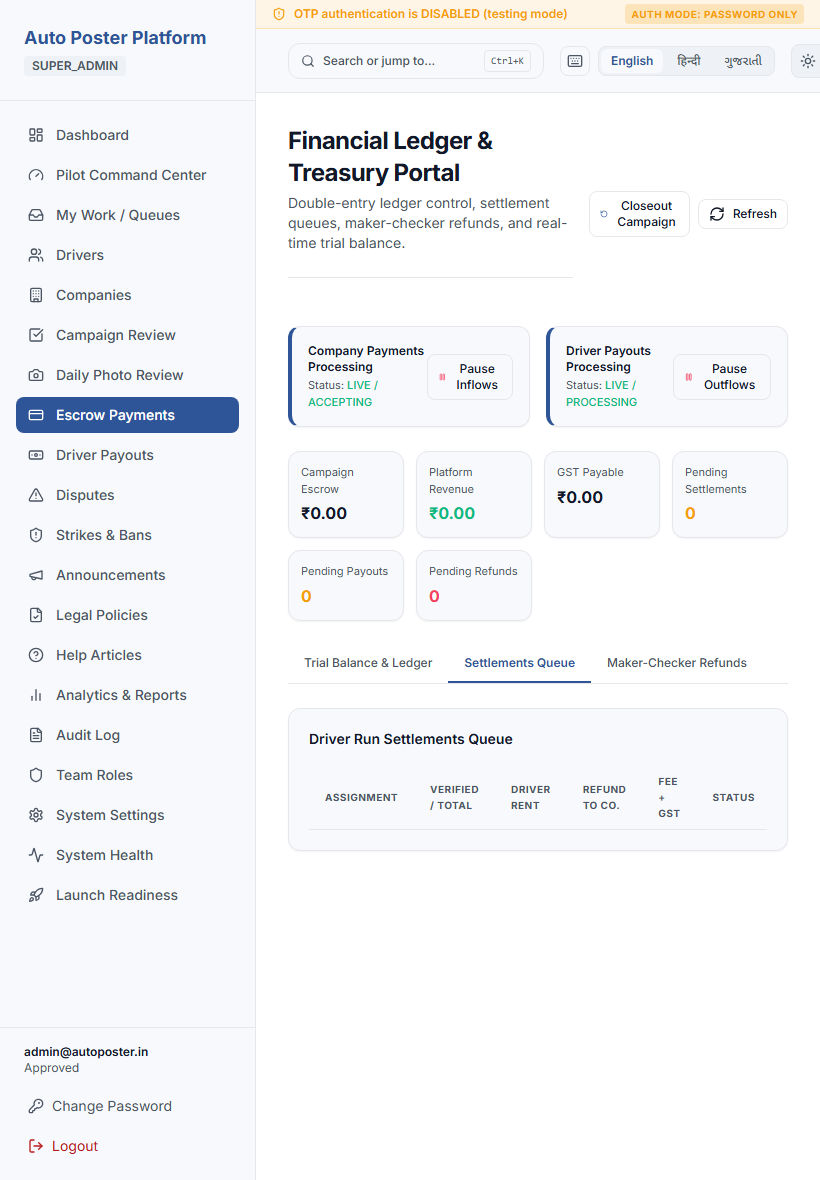 Auto Poster Platform
SUPER_ADMIN
Dashboard
Pilot Command Center
My Work / Queues
Drivers
Companies
Campaign Review
Daily Photo Review
Escrow Payments
Driver Payouts
Disputes
Strikes & Bans
Announcements
Legal Policies
Help Articles
Analytics & Reports
Audit Log
Team Roles
System Settings
System Health
Launch Readiness
admin@autoposter.in
Approved
Change Password
Logout
OTP authentication is DISABLED (testing mode)
AUTH MODE: PASSWORD ONLY
Search or jump to...
Ctrl+K
English
हिन्दी
ગુજરાતી
Financial Ledger &
Treasury Portal
Double-entry ledger control, settlement
queues, maker-checker refunds, and real-
time trial balance.
Closeout
Campaign
Refresh
Company Payments
Processing
Status: LIVE /
ACCEPTING
Pause
Inflows
Driver Payouts
Processing
Status: LIVE /
PROCESSING
Pause
Outflows
Campaign
Escrow
₹0.00
Platform
Revenue
₹0.00
GST Payable
₹0.00
Pending
Settlements
0
Pending Payouts
0
Pending Refunds
0
Trial Balance & Ledger
Settlements Queue
Maker-Checker Refunds
Driver Run Settlements Queue
ASSIGNMENT
VERIFIED
/ TOTAL
DRIVER
RENT
REFUND
TO CO.
FEE
+
GST
STATUS